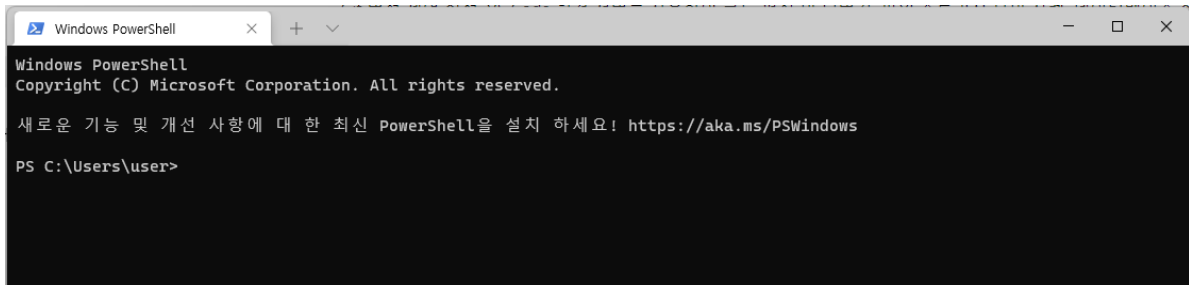 Windows PowerShell
Windows PowerShell
Copyright (C) Microsoft Corporation. All rights reserved.
새로운 기능 및 개선 사항에 대 한 최신 PowerShell을 설치 하세요! https://aka.ms/PSWindows
PS C:\Users\user>